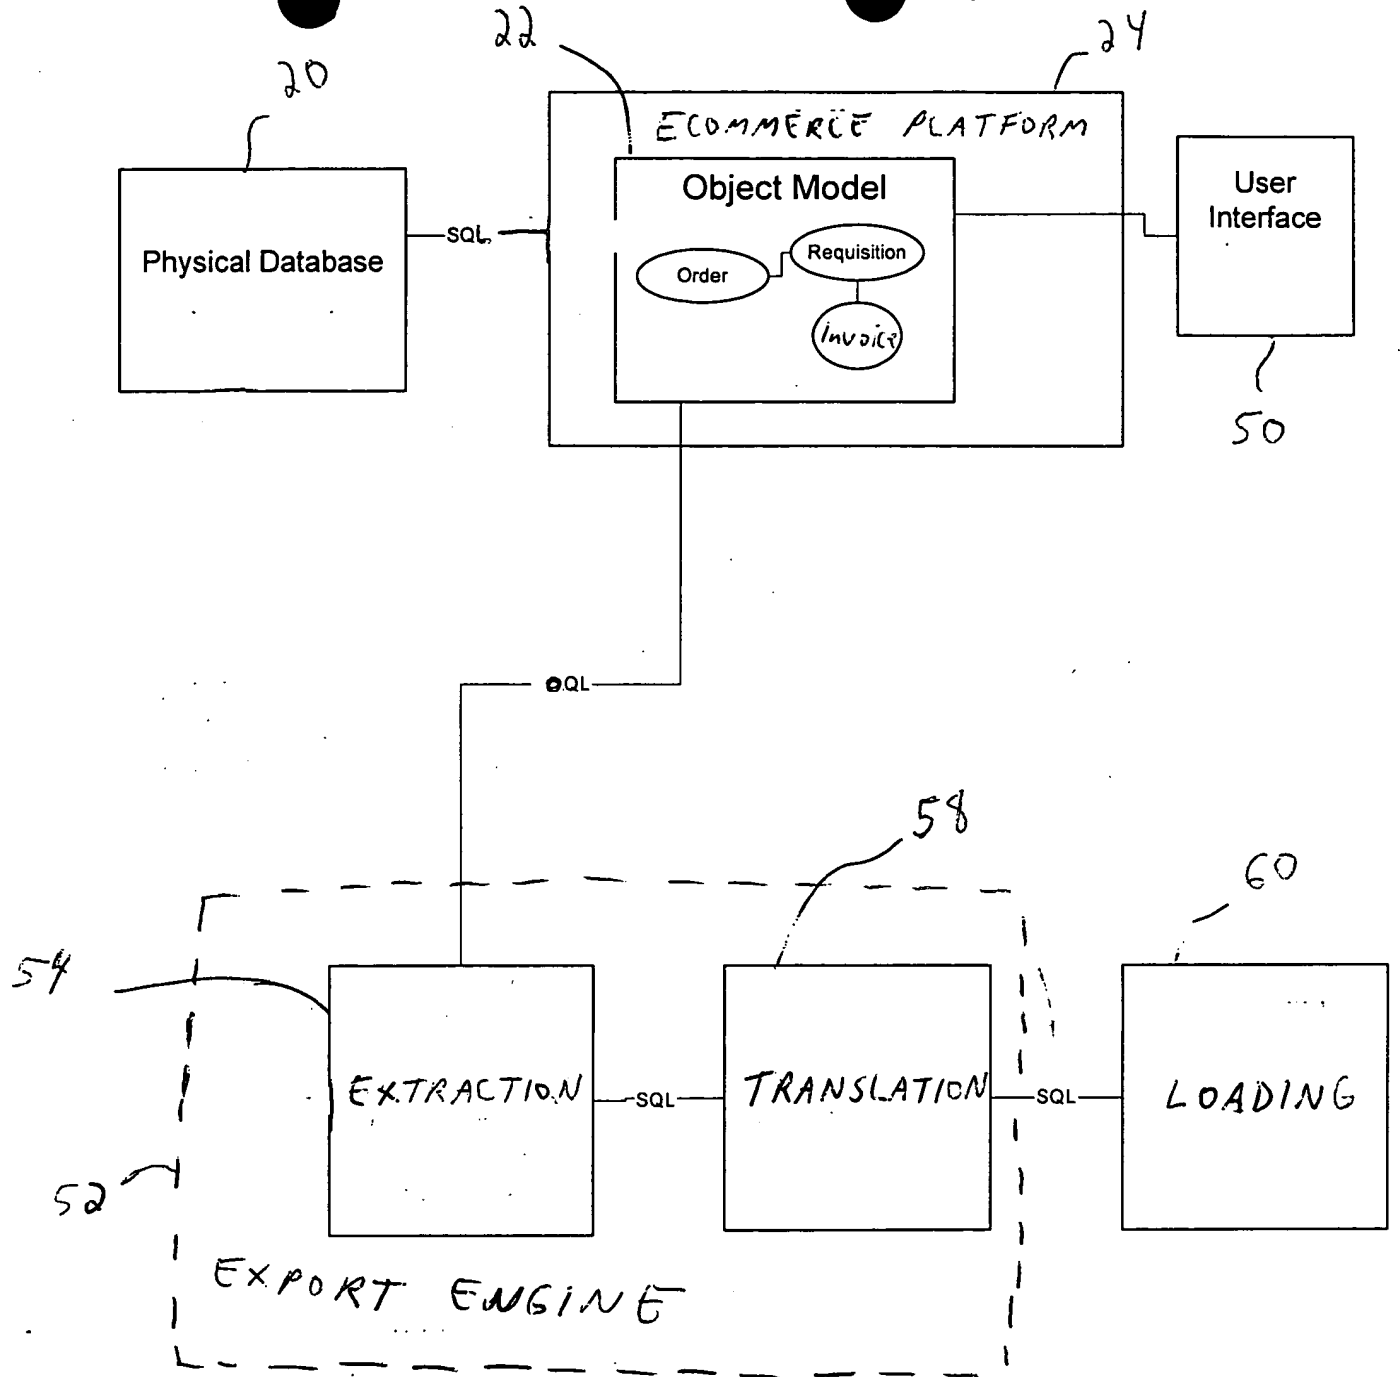 22
24
20
ECOMMERCE PLATFORM
Object Model
User
Interface
Physical Database
SQL
Requisition
Order
Invoice
50
OQL
58
60
54
EXTRACTION
SQL
TRANSLATION
SQL
LOADING
52
EXPORT ENGINE